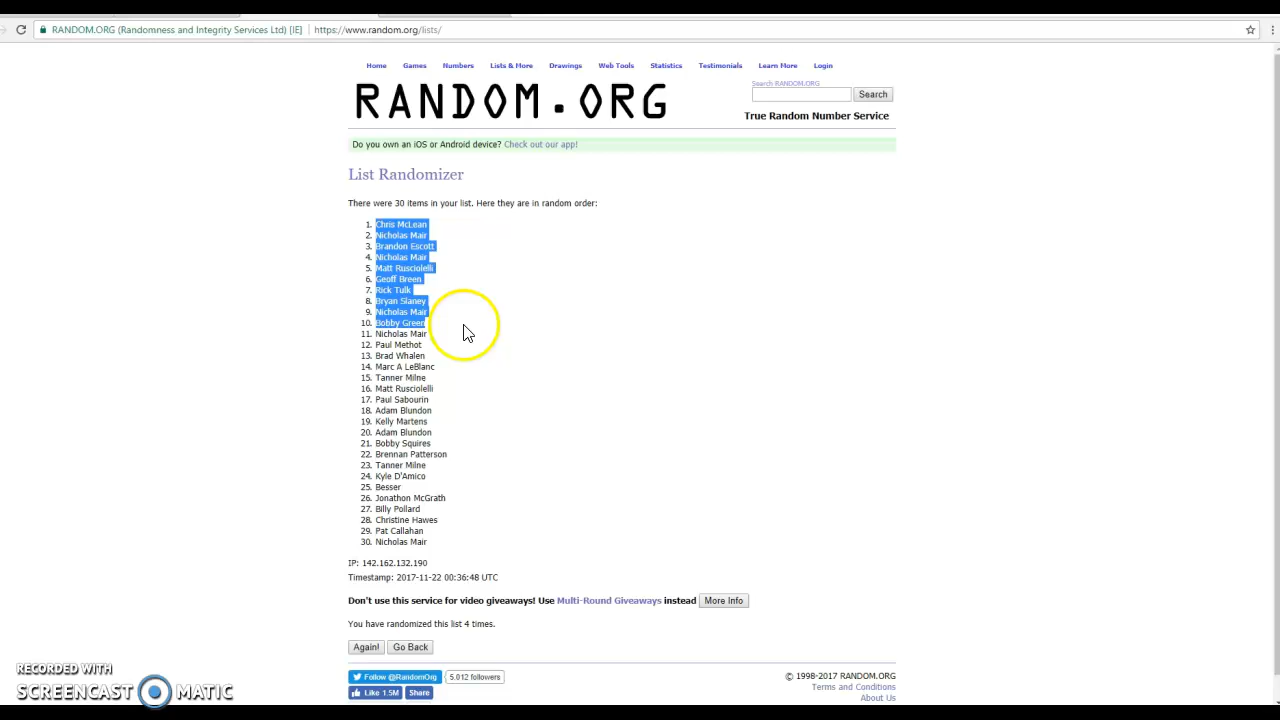 RANDOM.ORG (Randomness and Integrity Services Ltd) [IE] https://www.random.org/lists/
Home Games Numbers Lists & More Drawings Web Tools Statistics Testimonials Learn More Login
Search RANDOM.ORG
RANDOM.ORG
Search
True Random Number Service
Do you own an iOS or Android device? Check out our app!
List Randomizer
There were 30 items in your list. Here they are in random order:
1. Chris McLean
2. Nicholas Mair
3. Brandon Escott
4. Nicholas Mair
5. Matt Rusciolelli
6. Geoff Breen
7. Rick Tulk
8. Bryan Slaney
9. Nicholas Mair
10. Bobby Green
11. Nicholas Mair
12. Paul Methot
13. Brad Whalen
14. Marc A LeBlanc
15. Tanner Milne
16. Matt Rusciolelli
17. Paul Sabourin
18. Adam Blundon
19. Kelly Martens
20. Adam Blundon
21. Bobby Squires
22. Brennan Patterson
23. Tanner Milne
24. Kyle D'Amico
25. Besser
26. Jonathon McGrath
27. Billy Pollard
28. Christine Hawes
29. Pat Callahan
30. Nicholas Mair
IP: 142.162.132.190
Timestamp: 2017-11-22 00:36:48 UTC
Don't use this service for video giveaways! Use Multi-Round Giveaways instead More Info
You have randomized this list 4 times.
Again! Go Back
Follow @RandomOrg 5,012 followers
Like 1.5M Share
© 1998-2017 RANDOM.ORG
Terms and Conditions
About Us
RECORDED WITH
SCREENCAST MATIC